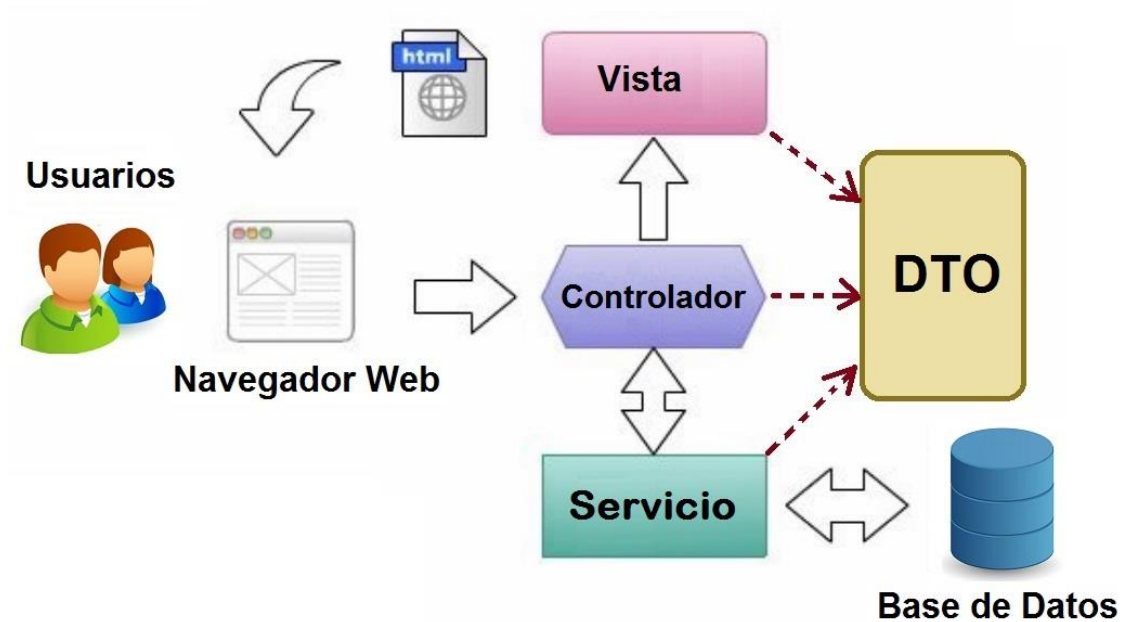 html
Vista
Usuarios
DTO
Controlador
Navegador Web
Servicio
Base de Datos